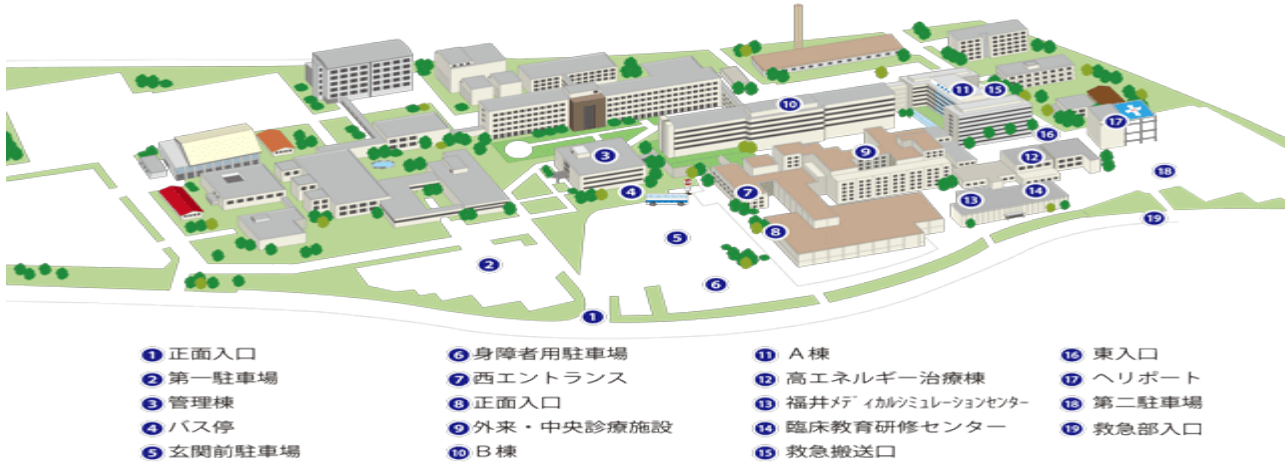 1 正面入口
2 第一駐車場
3 管理棟
4 バス停
5 玄関前駐車場
6 身障者用駐車場
7 西エントランス
8 正面入口
9 外来・中央診療施設
10 B棟
11 A棟
12 高エネルギー治療棟
13 福井ﾒﾃﾞｨｶﾙｼﾐｭﾚｰｼｮﾝセンター
14 臨床教育研修センター
15 救急搬送口
16 東入口
17 ヘリポート
18 第二駐車場
19 救急部入口